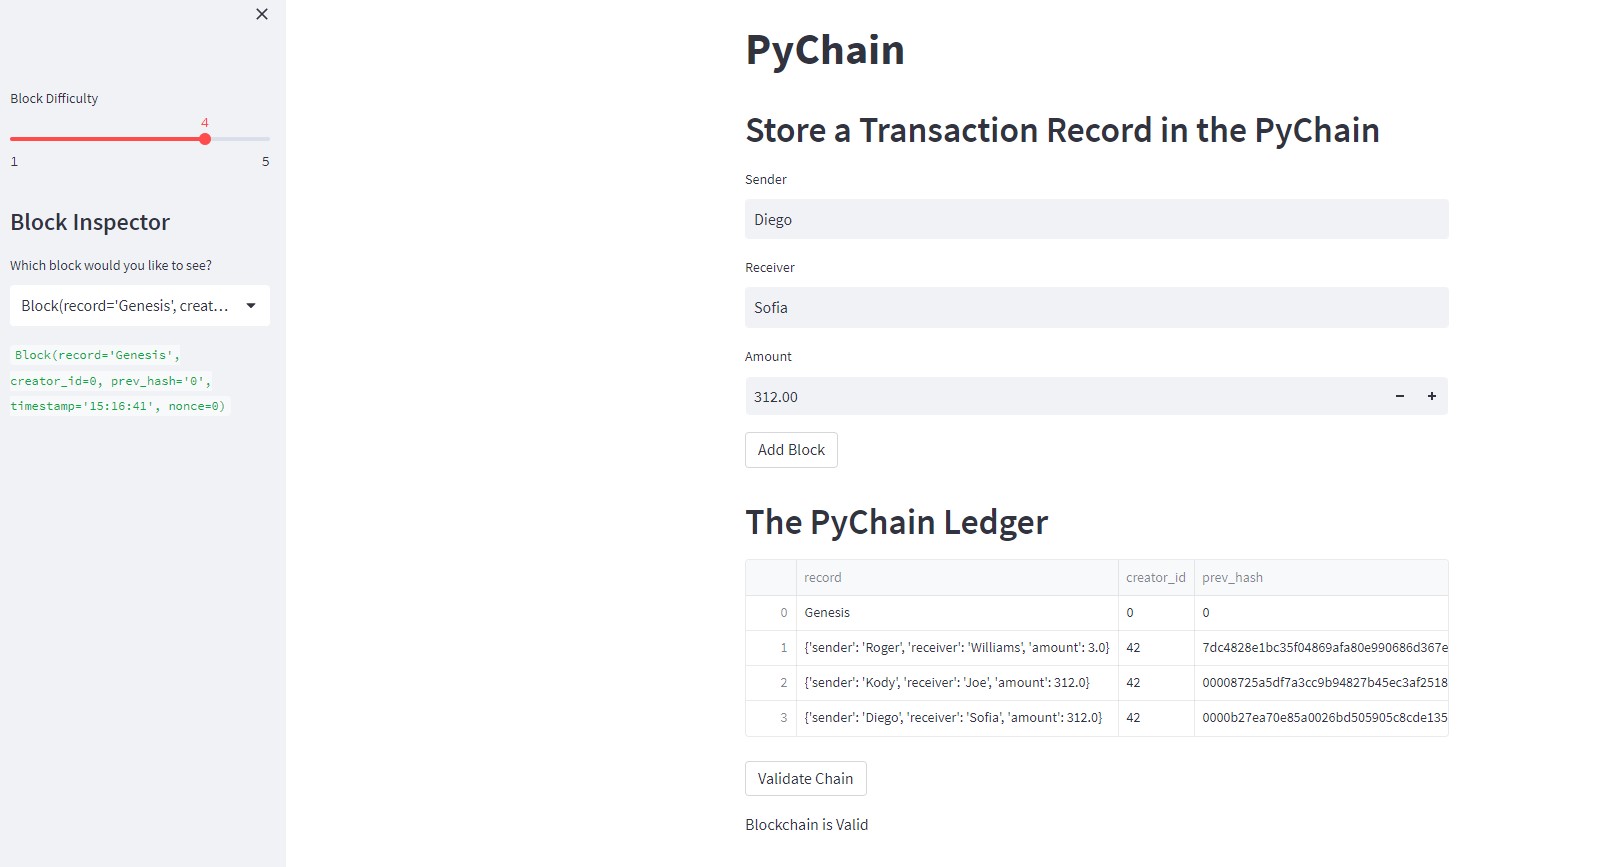 Block Difficulty
4
1 5
Block Inspector
Which block would you like to see?
Block(record='Genesis', creat...
Block(record='Genesis',
creator_id=0, prev_hash='0',
timestamp='15:16:41', nonce=0)
PyChain
Store a Transaction Record in the PyChain
Sender
Diego
Receiver
Sofia
Amount
312.00
Add Block
The PyChain Ledger
record creator_id prev_hash
0 Genesis 0 0
1 {'sender': 'Roger', 'receiver': 'Williams', 'amount': 3.0} 42 7dc4828e1bc35f04869afa80e990686d367e
2 {'sender': 'Kody', 'receiver': 'Joe', 'amount': 312.0} 42 00008725a5df7a3cc9b94827b45ec3af2518
3 {'sender': 'Diego', 'receiver': 'Sofia', 'amount': 312.0} 42 0000b27ea70e85a0026bd505905c8cde135
Validate Chain
Blockchain is Valid